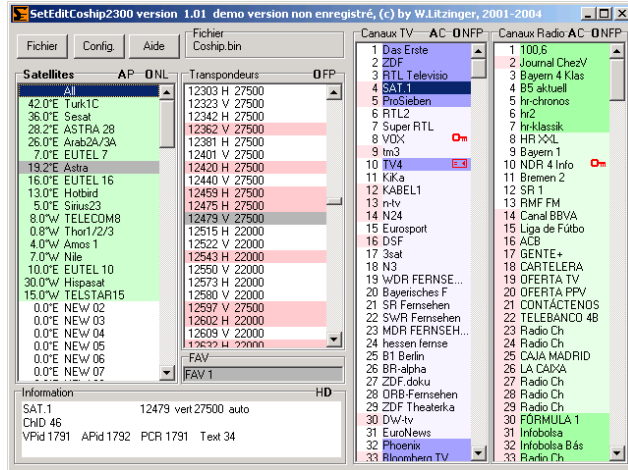 SetEditCoship2300 version 1.01 demo version non enregistré, (c) by W.Litzinger, 2001-2004
Fichier
Config.
Aide
Fichier
Coship.bin
Satellites AP ONL
All
42.0°E Turk1C
36.0°E Sesat
28.2°E ASTRA 28
26.0°E Arab2A/3A
7.0°E EUTEL 7
19.2°E Astra
16.0°E EUTEL 16
13.0°E Hotbird
5.0°E Sirius23
8.0°W TELECOM8
0.8°W Thor1/2/3
4.0°W Amos 1
7.0°W Nile
10.0°E EUTEL 10
30.0°W Hispasat
15.0°W TELSTAR15
0.0°E NEW 02
0.0°E NEW 03
0.0°E NEW 04
0.0°E NEW 05
0.0°E NEW 06
0.0°E NEW 07
Transpondeurs OFP
12303 H 27500
12323 V 27500
12342 H 27500
12362 V 27500
12381 H 27500
12401 V 27500
12420 H 27500
12440 V 27500
12459 H 27500
12475 H 27500
12479 V 27500
12515 H 22000
12522 V 22000
12543 H 22000
12550 V 22000
12573 H 22000
12580 V 22000
12597 V 27500
12602 H 22000
12609 V 22000
12632 H 22000
FAV
FAV 1
Canaux TV AC ONFP
1 Das Erste
2 ZDF
3 RTL Televisio
4 SAT.1
5 ProSieben
6 RTL2
7 Super RTL
8 VOX
9 tm3
10 TV4
11 KiKa
12 KABEL1
13 n-tv
14 N24
15 Eurosport
16 DSF
17 3sat
18 N3
19 WDR FERNSE...
20 Bayerisches F
21 SR Fernsehen
22 SWR Fernsehen
23 MDR FERNSEH...
24 hessen fernse
25 B1 Berlin
26 BR-alpha
27 ZDF.doku
28 ORB-Fernsehen
29 ZDF Theaterka
30 DW-tv
31 EuroNews
32 Phoenix
33 Bloomberg TV
Canaux Radio AC ONFP
1 100,6
2 Journal ChezV
3 Bayern 4 Klas
4 B5 aktuell
5 hr-chronos
6 hr2
7 hr-klassik
8 HR XXL
9 Bayern 1
10 NDR 4 Info
11 Bremen 2
12 SR 1
13 RMF FM
14 Canal BBVA
15 Liga de Fútbo
16 ACB
17 GENTE+
18 CARTELERA
19 OFERTA TV
20 OFERTA PPV
21 CONTÁCTENOS
22 TELEBANCO 4B
23 Radio Ch
24 Radio Ch
25 CAJA MADRID
26 LA CAIXA
27 Radio Ch
28 Radio Ch
29 Radio Ch
30 FÓRMULA 1
31 Infobolsa
32 Infobolsa Bás
33 Radio Ch
Information HD
SAT.1 12479 vert 27500 auto
ChID 46
VPid 1791 APid 1792 PCR 1791 Text 34